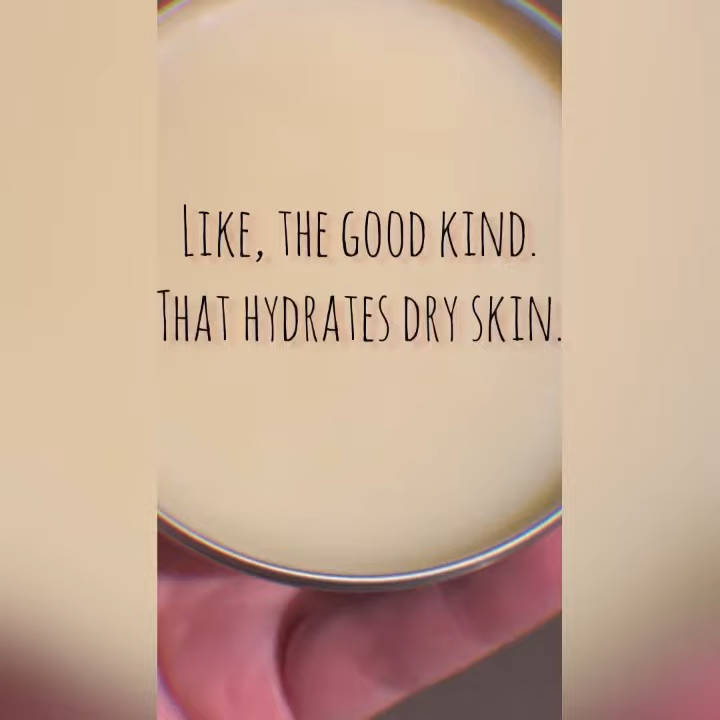 LIKE, THE GOOD KIND.
THAT HYDRATES DRY SKIN.